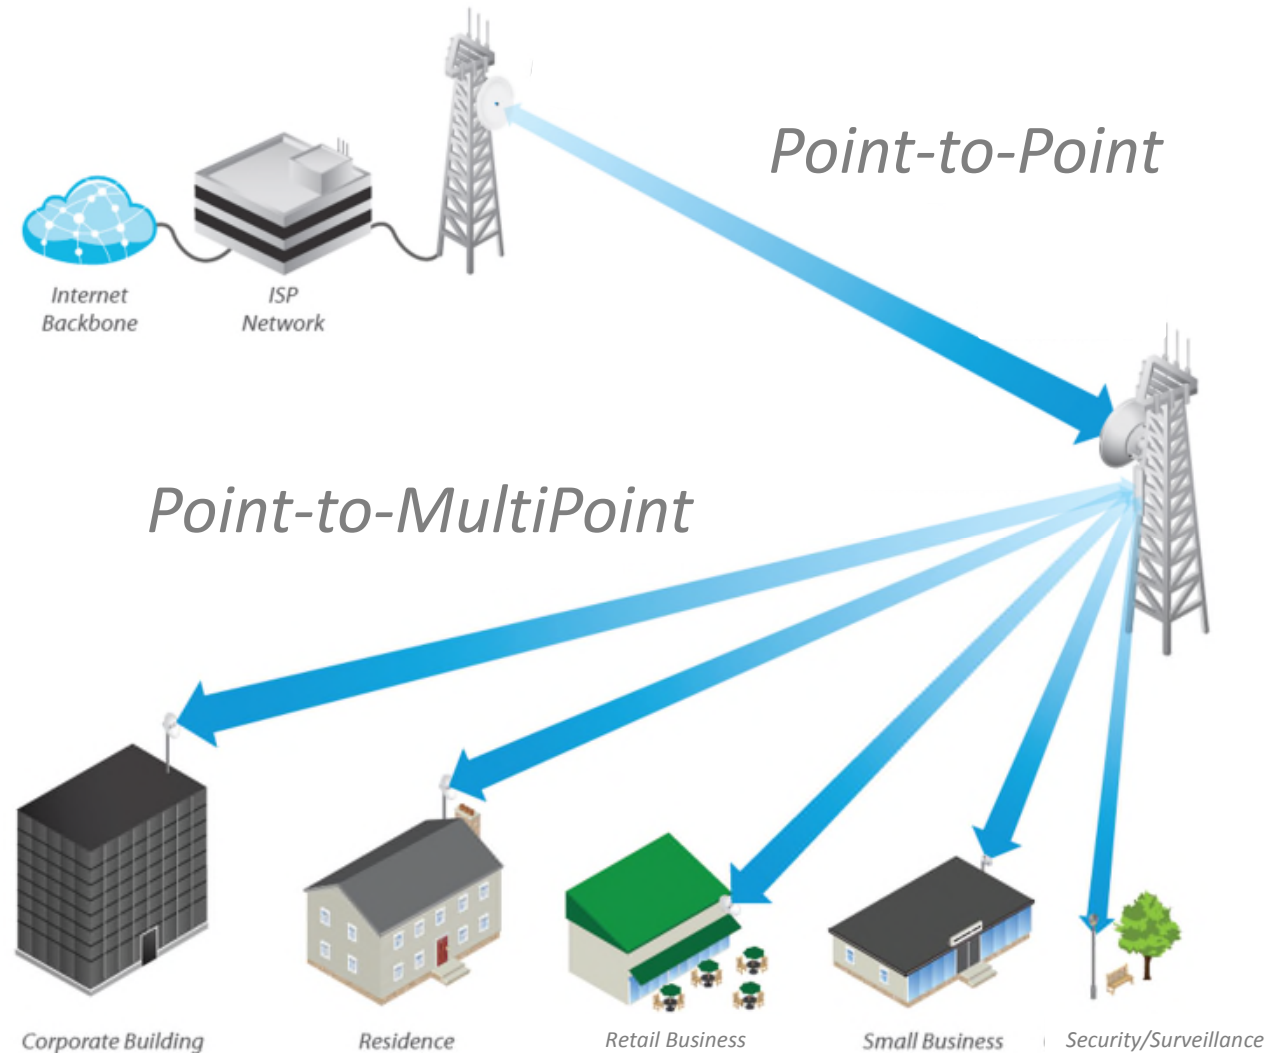 Point-to-Point
Internet
Backbone
ISP
Network
Point-to-MultiPoint
Corporate Building
Residence
Retail Business
Small Business
Security/Surveillance